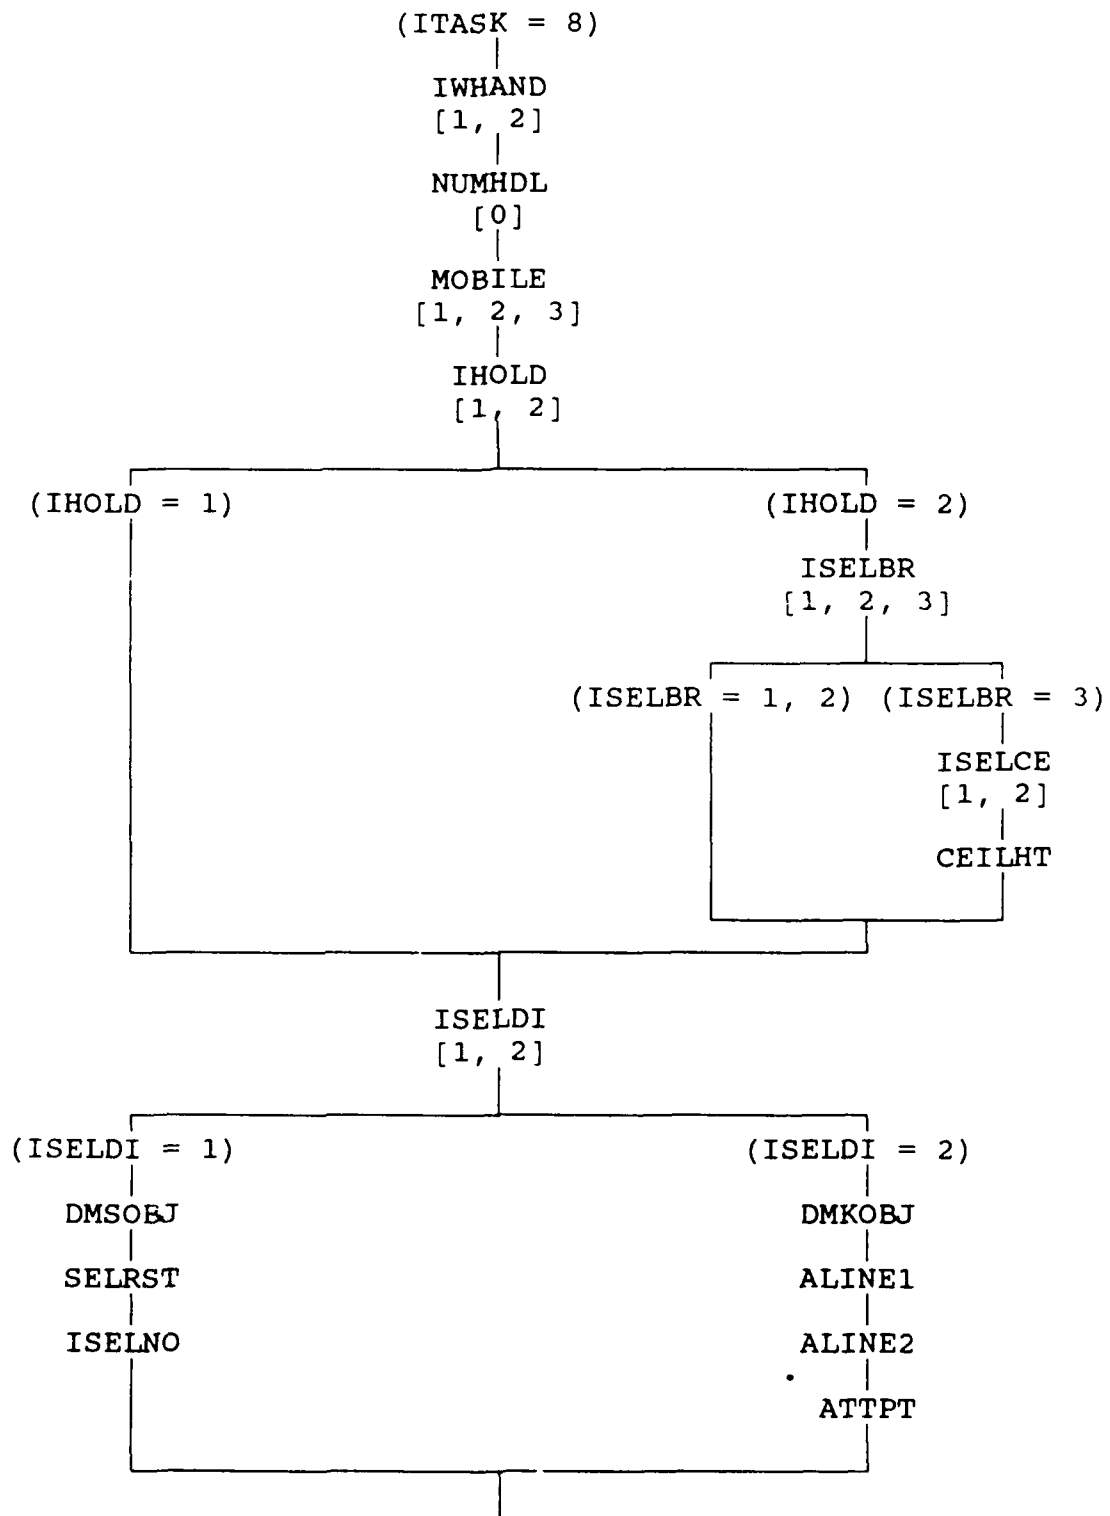 (ITASK = 8)
IWHAND
[1, 2]
NUMHDL
[0]
MOBILE
[1, 2, 3]
IHOLD
[1, 2]
(IHOLD = 1) (IHOLD = 2)
ISELBR
[1, 2, 3]
(ISELBR = 1, 2) (ISELBR = 3)
ISELCE
[1, 2]
CEILHT
ISELDI
[1, 2]
(ISELDI = 1) (ISELDI = 2)
DMSOBJ DMKOBJ
SELRST ALINE1
ISELNO ALINE2
ATTPT